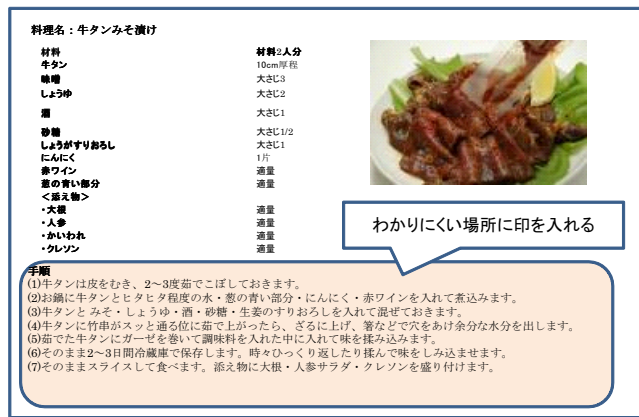 料理名：牛タンみそ漬け
材料 材料2人分
牛タン 10cm厚程
味噌 大さじ3
しょうゆ 大さじ2
酒 大さじ1
砂糖 大さじ1/2
しょうがすりおろし 大さじ1
にんにく 1片
赤ワイン 適量
葱の青い部分 適量
＜添え物＞
・大根 適量
・人参 適量
・かいわれ 適量
・クレソン 適量
わかりにくい場所に印を入れる
手順
(1)牛タンは皮をむき、2～3度茹でこぼしておきます。
(2)お鍋に牛タンとヒタヒタ程度の水・葱の青い部分・にんにく・赤ワインを入れて煮込みます。
(3)牛タンと みそ・しょうゆ・酒・砂糖・生姜のすりおろしを入れて混ぜておきます。
(4)牛タンに竹串がスッと通る位に茹で上がったら、ざるに上げ、箸などで穴をあけ余分な水分を出します。
(5)茹でた牛タンにガーゼを巻いて調味料を入れた中に入れて味を揉み込みます。
(6)そのまま2～3日間冷蔵庫で保存します。時々ひっくり返したり揉んで味をしみ込ませます。
(7)そのままスライスして食べます。添え物に大根・人参サラダ・クレソンを盛り付けます。